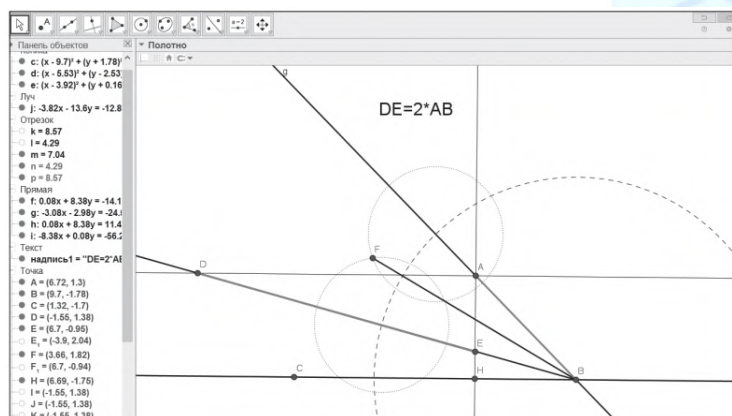 a=2
Панель объектов
Полотно
c: (x - 9.7)² + (y + 1.78)²
d: (x - 5.53)² + (y - 2.53)
e: (x - 3.92)² + (y + 0.16
Луч
j: -3.82x - 13.6y = -12.8
Отрезок
k = 8.57
l = 4.29
m = 7.04
n = 4.29
p = 8.57
Прямая
f: 0.08x + 8.38y = -14.1
g: -3.08x - 2.98y = -24.
h: 0.08x + 8.38y = 11.4
i: -8.38x + 0.08y = -56.2
Текст
надпись1 = "DE=2*AB
Точка
A = (6.72, 1.3)
B = (9.7, -1.78)
C = (1.32, -1.7)
D = (-1.55, 1.38)
E = (6.7, -0.95)
E₁ = (-3.9, 2.04)
F = (3.66, 1.82)
F₁ = (6.7, -0.94)
H = (6.69, -1.75)
I = (-1.55, 1.38)
J = (-1.55, 1.38)
K = (-1.55, 1.38)
C:
g
DE=2*AB
F
D
A
E
C
H
B